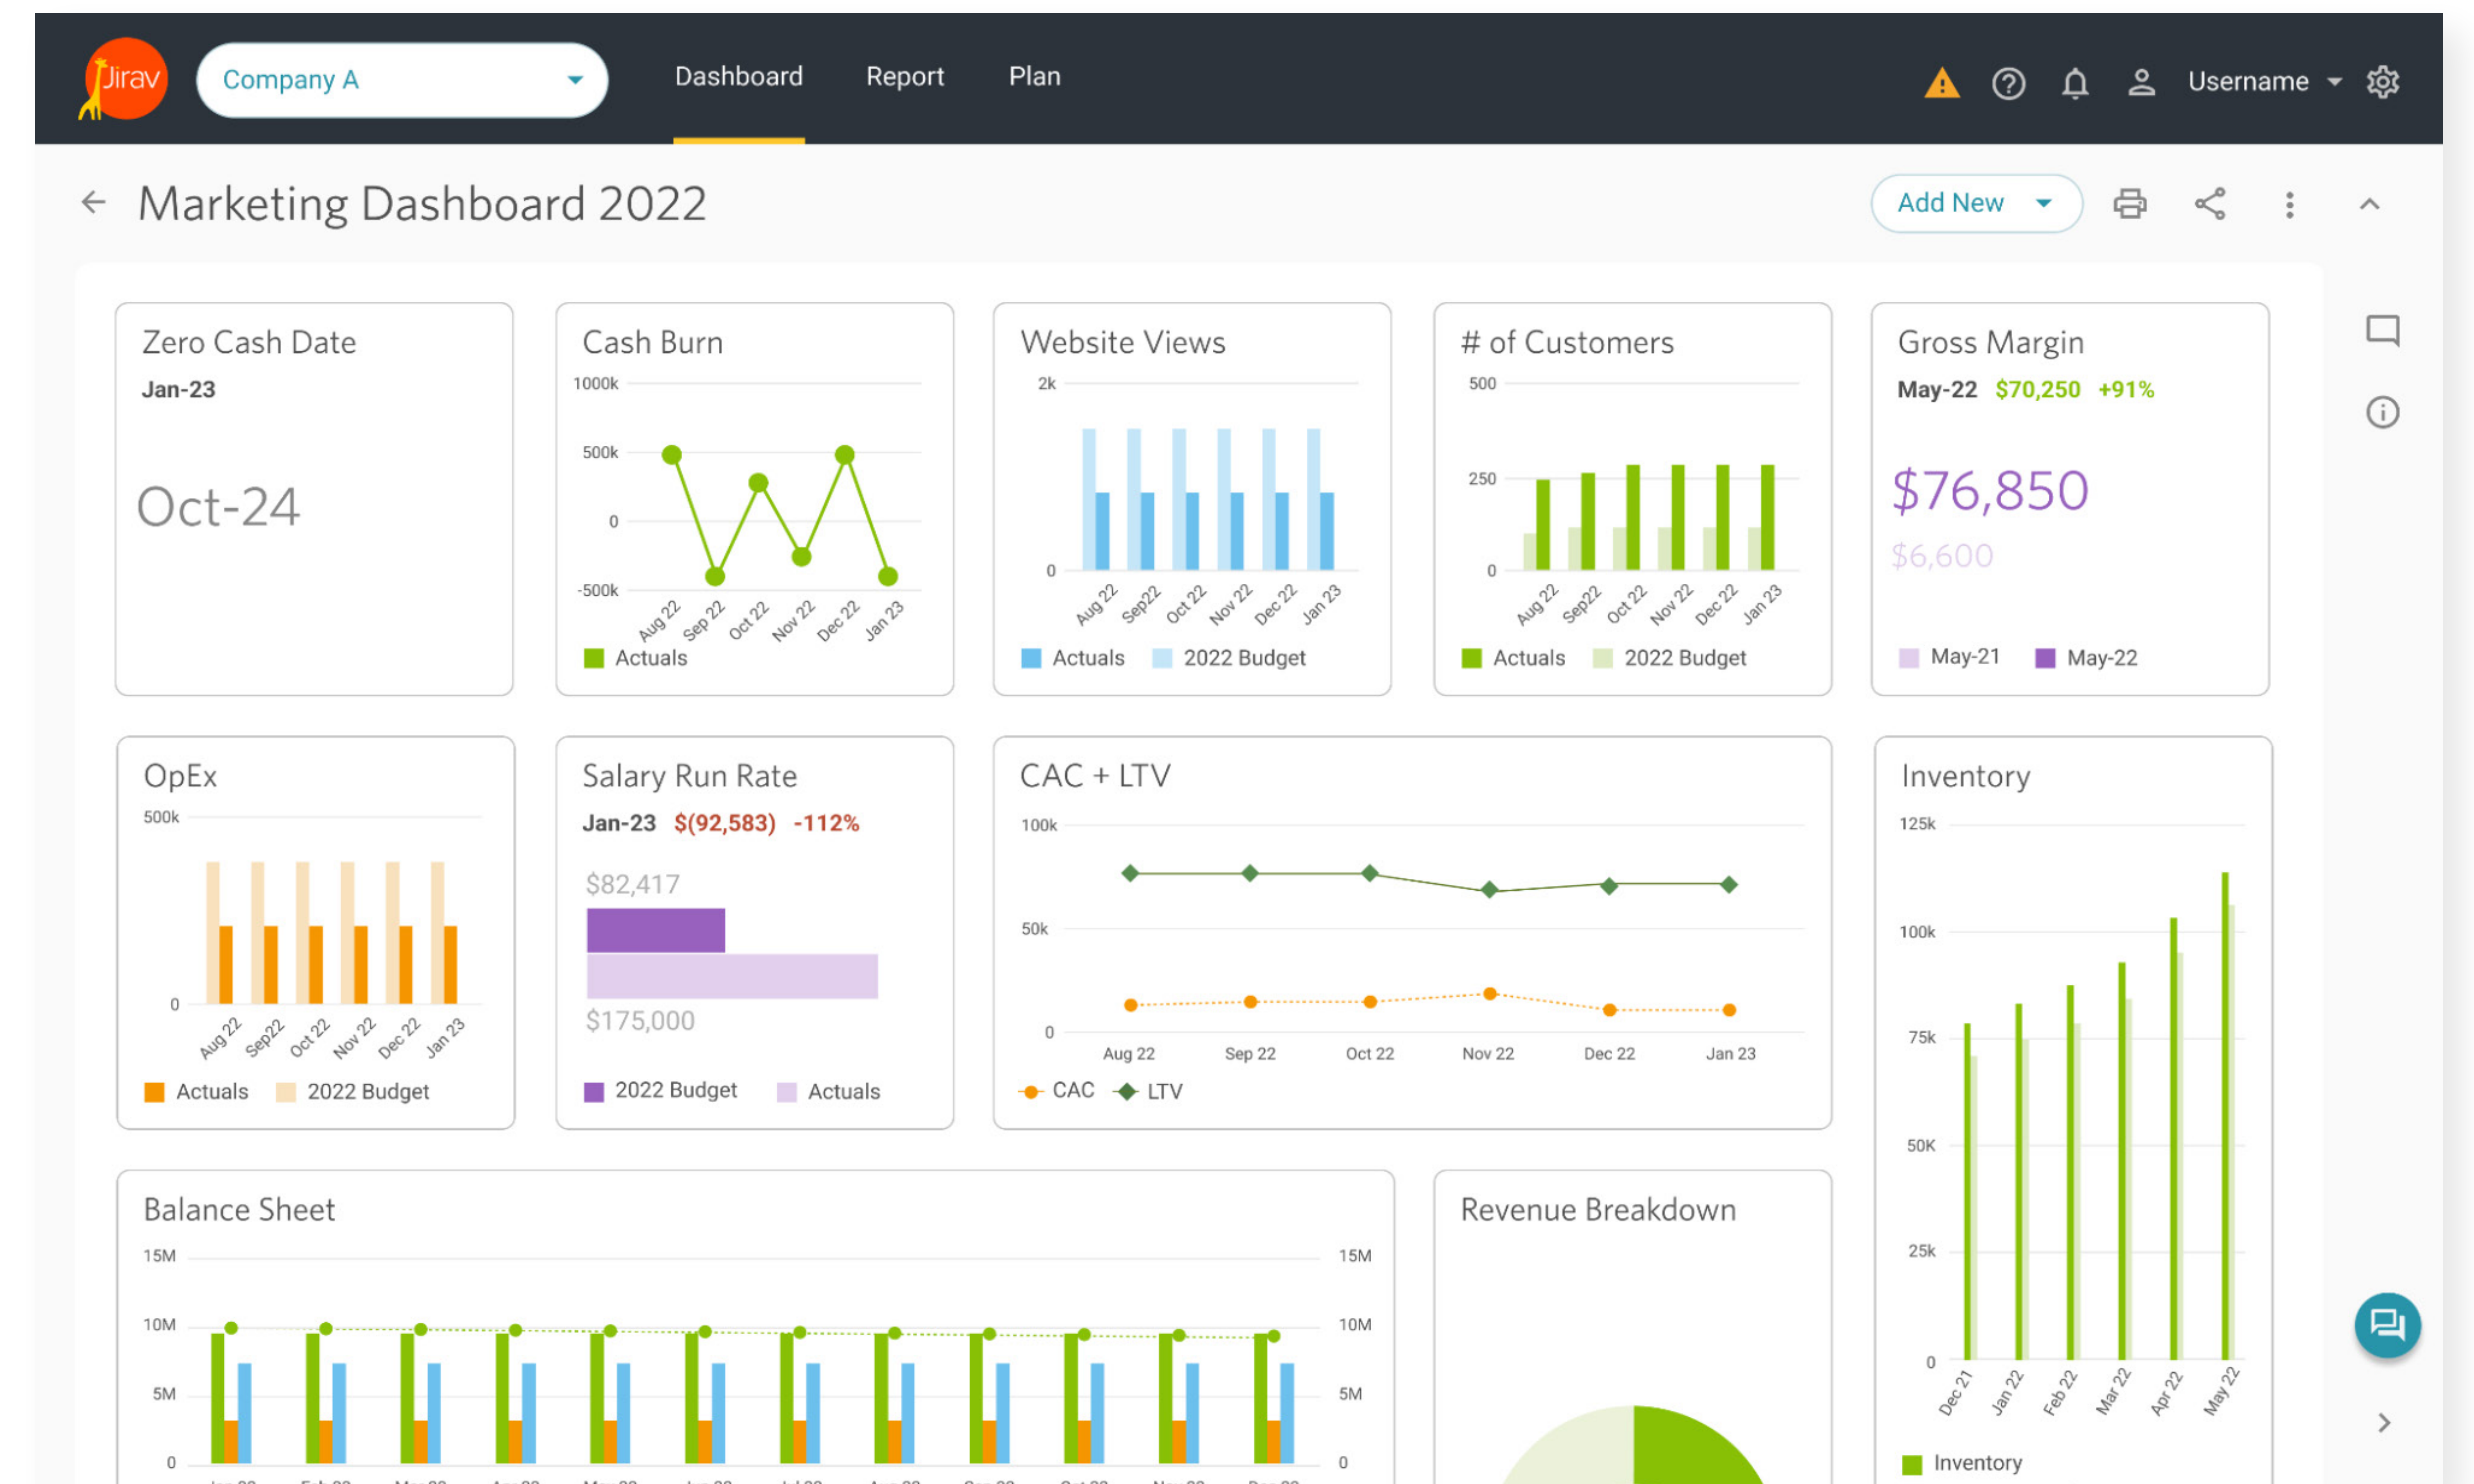 Jirav
Company A
Dashboard
Report
Plan
Username
Marketing Dashboard 2022
Add New
Zero Cash Date
Jan-23
Oct-24
Cash Burn
1000k
500k
0
-500k
Aug 22
Sep 22
Oct 22
Nov 22
Dec 22
Jan 23
Actuals
Website Views
2k
0
Aug 22
Sep22
Oct 22
Nov 22
Dec 22
Jan 23
Actuals
2022 Budget
# of Customers
500
250
0
Aug 22
Sep22
Oct 22
Nov 22
Dec 22
Jan 23
Actuals
2022 Budget
Gross Margin
May-22 $70,250 +91%
$76,850
$6,600
May-21
May-22
OpEx
500k
0
Aug 22
Sep22
Oct 22
Nov 22
Dec 22
Jan 23
Actuals
2022 Budget
Salary Run Rate
Jan-23 $(92,583) -112%
$82,417
$175,000
2022 Budget
Actuals
CAC + LTV
100k
50k
0
Aug 22
Sep 22
Oct 22
Nov 22
Dec 22
Jan 23
CAC
LTV
Inventory
125k
100k
75k
50K
25k
0
Dec 21
Jan 22
Feb 22
Mar 22
Apr 22
May 22
Inventory
Balance Sheet
15M
10M
5M
0
15M
10M
5M
0
Revenue Breakdown